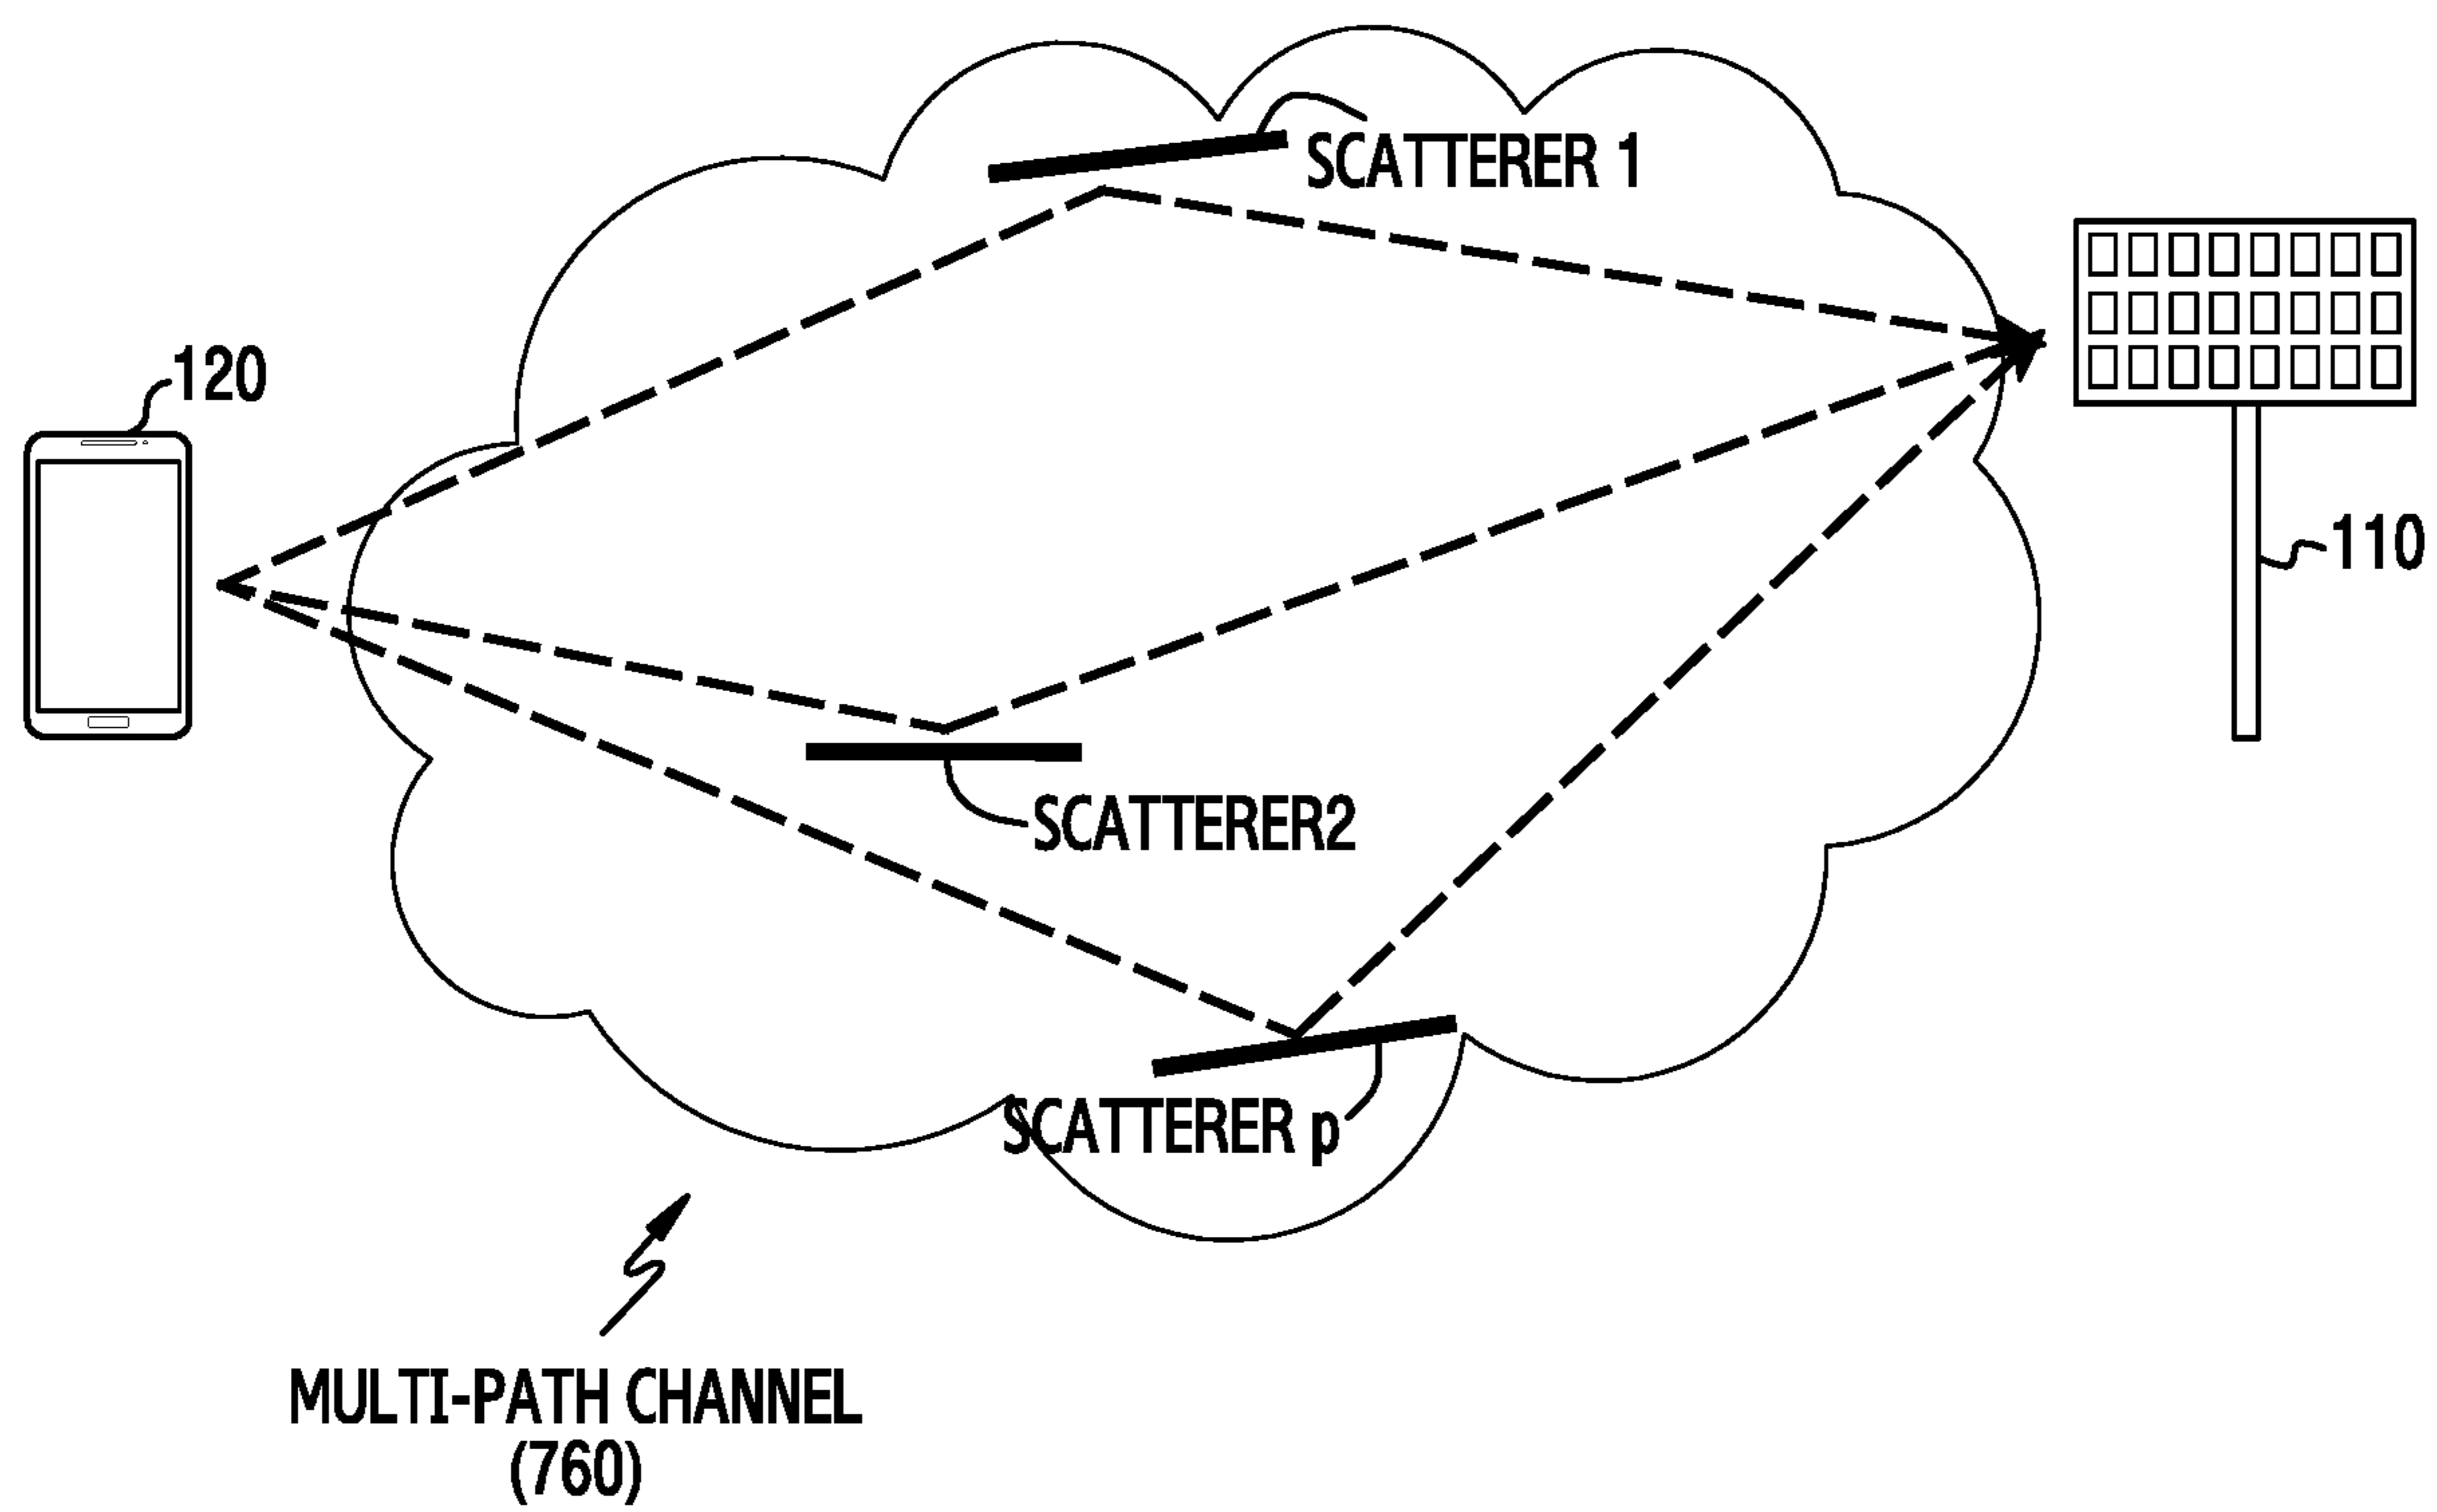 SCATTERER 1
120
110
SCATTERER2
SCATTERER p
MULTI-PATH CHANNEL
(760)